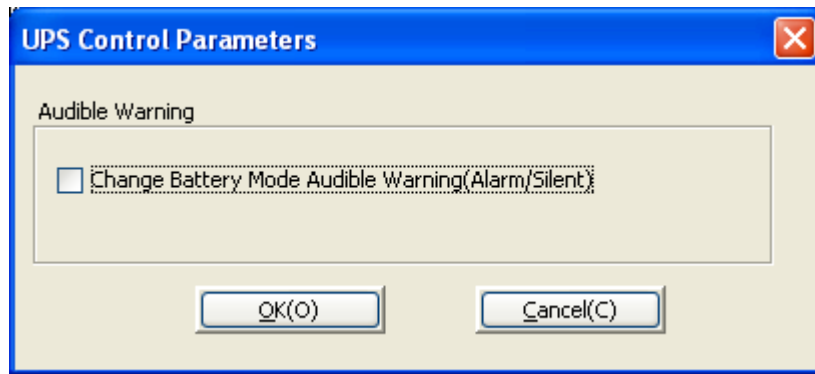 UPS Control Parameters
Audible Warning
Change Battery Mode Audible Warning(Alarm/Silent)
OK(O)
Cancel(C)